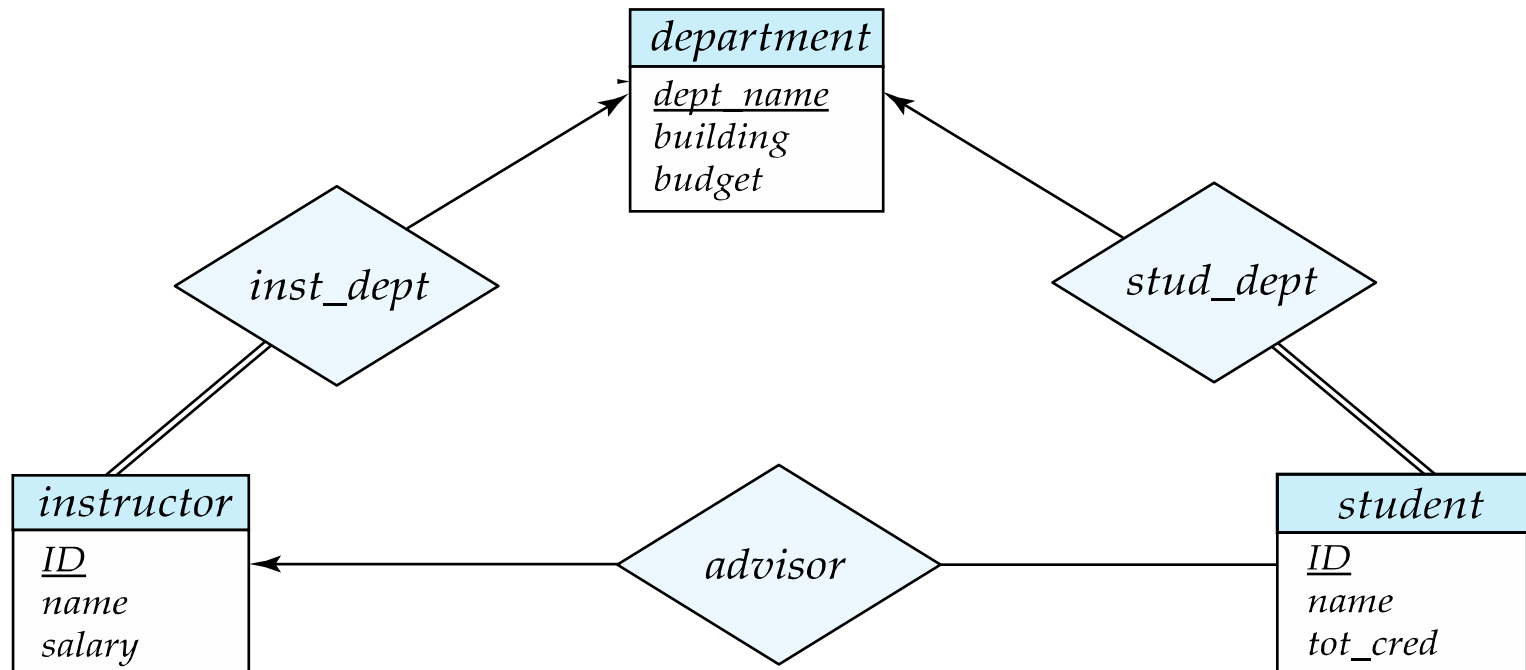 department
dept_name
building
budget
inst_dept
stud_dept
instructor
ID
name
salary
advisor
student
ID
name
tot_cred